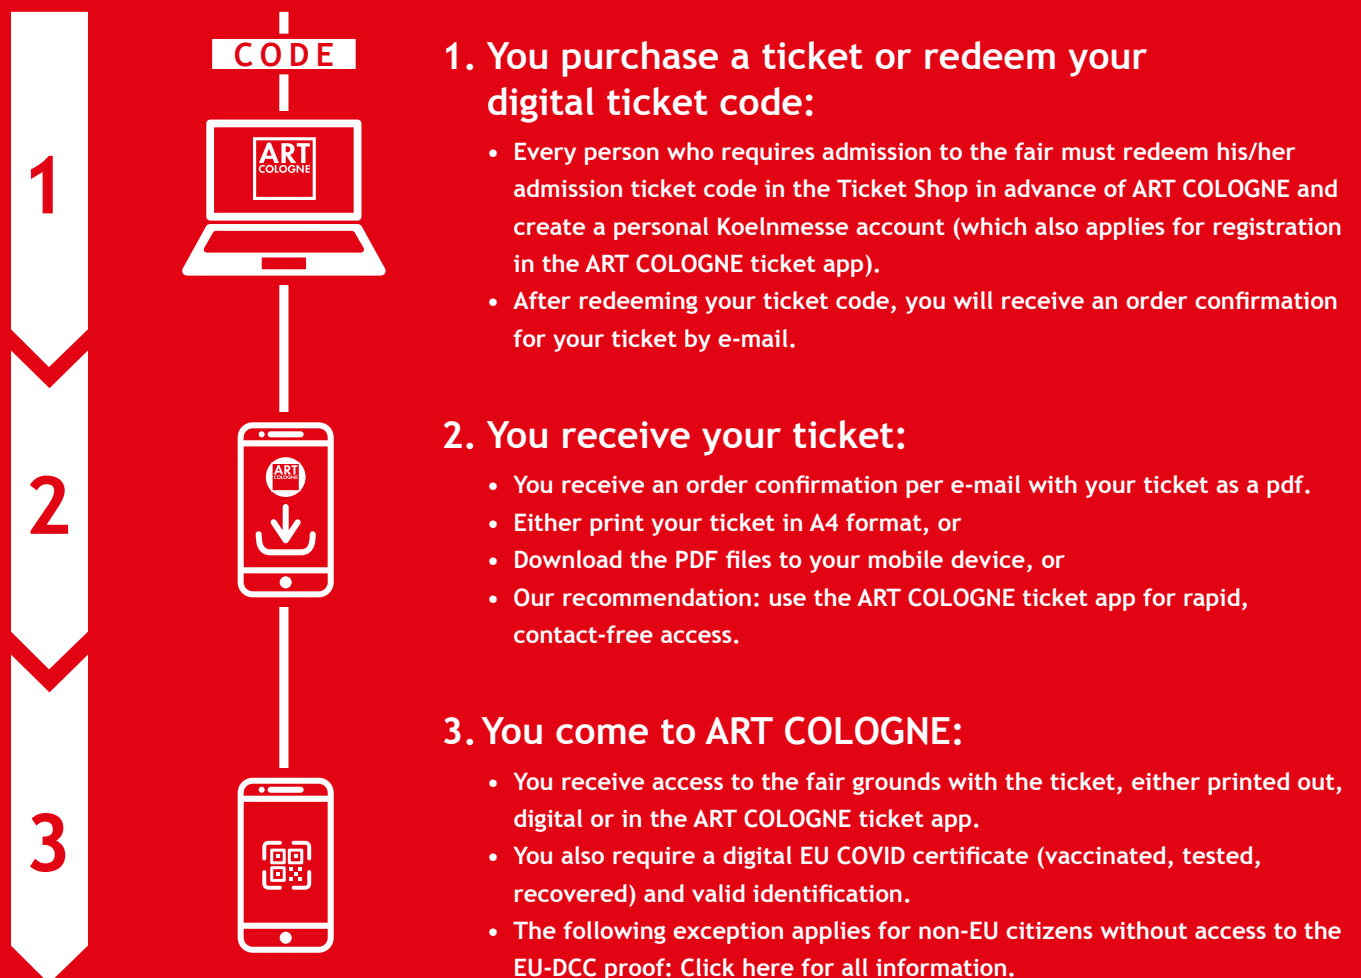 CODE
ART
COLOGNE
1
1. You purchase a ticket or redeem your
digital ticket code:
• Every person who requires admission to the fair must redeem his/her
admission ticket code in the Ticket Shop in advance of ART COLOGNE and
create a personal Koelnmesse account (which also applies for registration
in the ART COLOGNE ticket app).
• After redeeming your ticket code, you will receive an order confirmation
for your ticket by e-mail.
2
ART
COLOGNE
2. You receive your ticket:
• You receive an order confirmation per e-mail with your ticket as a pdf.
• Either print your ticket in A4 format, or
• Download the PDF files to your mobile device, or
• Our recommendation: use the ART COLOGNE ticket app for rapid,
contact-free access.
3
3. You come to ART COLOGNE:
• You receive access to the fair grounds with the ticket, either printed out,
digital or in the ART COLOGNE ticket app.
• You also require a digital EU COVID certificate (vaccinated, tested,
recovered) and valid identification.
• The following exception applies for non-EU citizens without access to the
EU-DCC proof: Click here for all information.